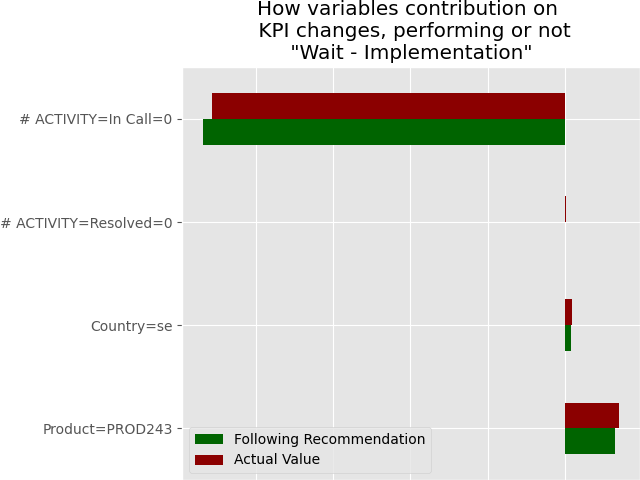 How variables contribution on
KPI changes, performing or not
"Wait - Implementation"
# ACTIVITY=In Call=0
# ACTIVITY=Resolved=0
Country=se
Product=PROD243
Following Recommendation
Actual Value